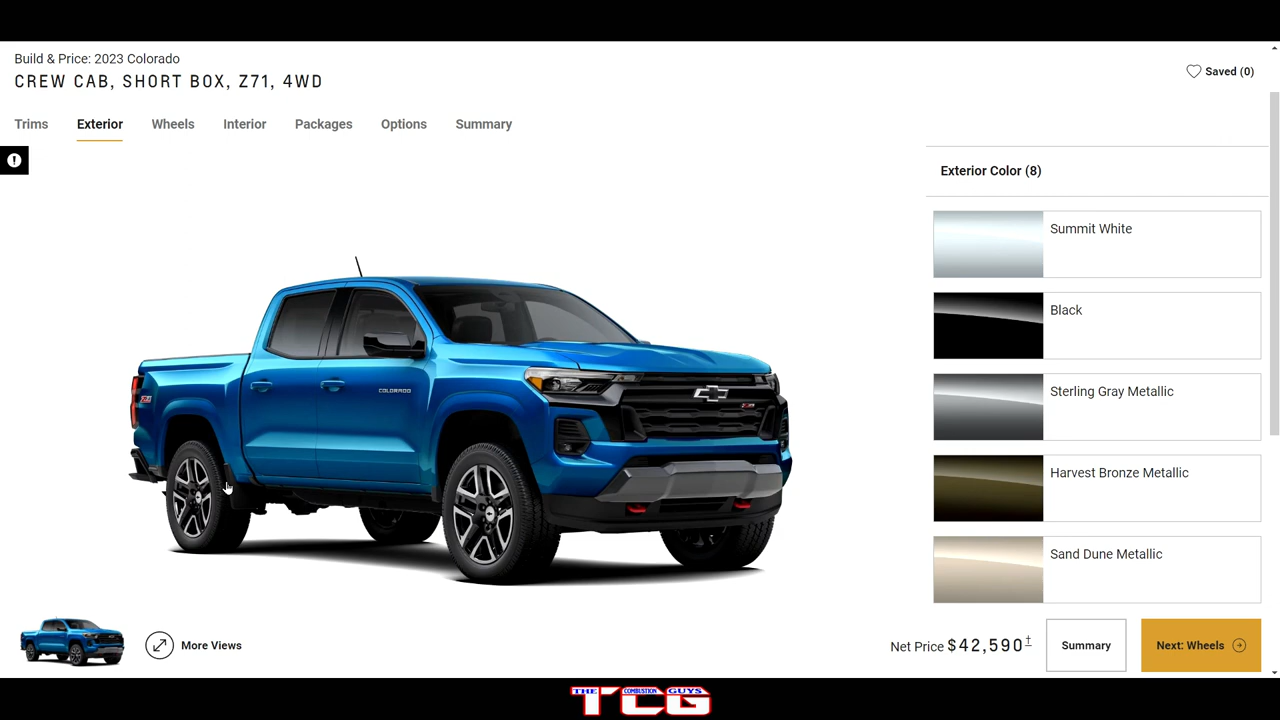 Build & Price: 2023 Colorado
CREW CAB, SHORT BOX, Z71, 4WD
Saved (0)
Trims Exterior Wheels Interior Packages Options Summary
Exterior Color (8)
Summit White
Black
Sterling Gray Metallic
Harvest Bronze Metallic
Sand Dune Metallic
COLORADO
Z71
Z71
More Views
Net Price $42,590†
Summary
Next: Wheels
THE COMBUSTION GUYS
TCG